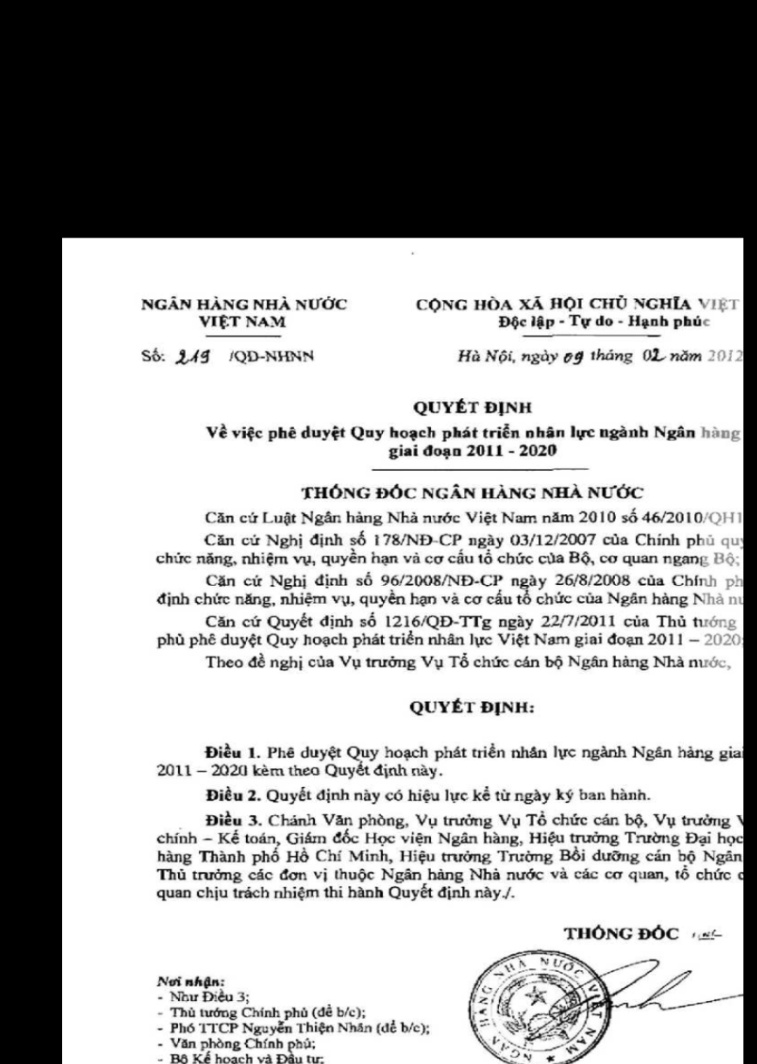 NGÂN HÀNG NHÀ NƯỚC
VIỆT NAM
CỘNG HÒA XÃ HỘI CHỦ NGHĨA VIỆT
Độc lập - Tự do - Hạnh phúc
Số: 219 /QĐ-NHNN
Hà Nội, ngày 09 tháng 02 năm 2012
QUYẾT ĐỊNH
Về việc phê duyệt Quy hoạch phát triển nhân lực ngành Ngân hàng
giai đoạn 2011 - 2020
THỐNG ĐỐC NGÂN HÀNG NHÀ NƯỚC
Căn cứ Luật Ngân hàng Nhà nước Việt Nam năm 2010 số 46/2010/QH1
Căn cứ Nghị định số 178/NĐ-CP ngày 03/12/2007 của Chính phủ quy
chức năng, nhiệm vụ, quyền hạn và cơ cấu tổ chức của Bộ, cơ quan ngang Bộ;
Căn cứ Nghị định số 96/2008/NĐ-CP ngày 26/8/2008 của Chính ph
định chức năng, nhiệm vụ, quyền hạn và cơ cấu tổ chức của Ngân hàng Nhà nư
Căn cứ Quyết định số 1216/QĐ-TTg ngày 22/7/2011 của Thủ tướng
phủ phê duyệt Quy hoạch phát triển nhân lực Việt Nam giai đoạn 2011 – 2020;
Theo đề nghị của Vụ trưởng Vụ Tổ chức cán bộ Ngân hàng Nhà nước,
QUYẾT ĐỊNH:
Điều 1. Phê duyệt Quy hoạch phát triển nhân lực ngành Ngân hàng giai
2011 – 2020 kèm theo Quyết định này.
Điều 2. Quyết định này có hiệu lực kể từ ngày ký ban hành.
Điều 3. Chánh Văn phòng, Vụ trưởng Vụ Tổ chức cán bộ, Vụ trưởng V
chính – Kế toán, Giám đốc Học viện Ngân hàng, Hiệu trưởng Trường Đại học
hàng Thành phố Hồ Chí Minh, Hiệu trưởng Trường Bồi dưỡng cán bộ Ngân
Thủ trưởng các đơn vị thuộc Ngân hàng Nhà nước và các cơ quan, tổ chức c
quan chịu trách nhiệm thi hành Quyết định này./.
THỐNG ĐỐC
NGÂN HÀNG NHÀ NƯỚC VIỆT NAM
Nơi nhận:
- Như Điều 3;
- Thủ tướng Chính phủ (để b/c);
- Phó TTCP Nguyễn Thiện Nhân (để b/c);
- Văn phòng Chính phủ;
- Bộ Kế hoạch và Đầu tư;